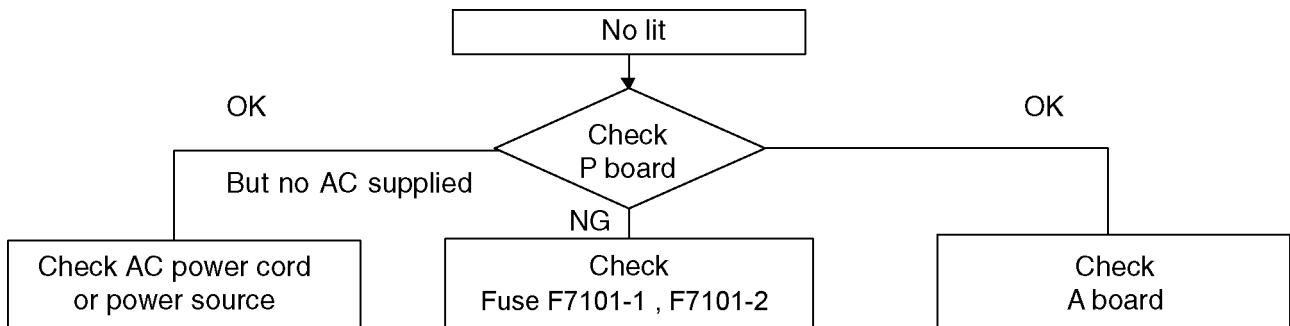 No lit
OK
OK
Check
P board
But no AC supplied
NG
Check AC power cord
or power source
Check
Fuse F7101-1 , F7101-2
Check
A board